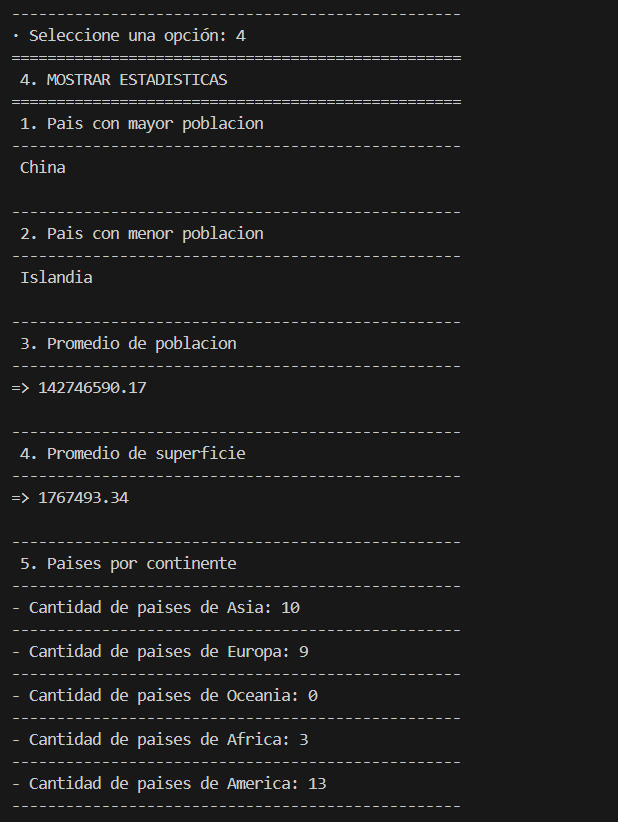 --------------------------------------------------
· Seleccione una opción: 4
==================================================
 4. MOSTRAR ESTADISTICAS
==================================================
 1. Pais con mayor poblacion
--------------------------------------------------
 China

--------------------------------------------------
 2. Pais con menor poblacion
--------------------------------------------------
 Islandia

--------------------------------------------------
 3. Promedio de poblacion
--------------------------------------------------
=> 142746590.17

--------------------------------------------------
 4. Promedio de superficie
--------------------------------------------------
=> 1767493.34

--------------------------------------------------
 5. Paises por continente
--------------------------------------------------
- Cantidad de paises de Asia: 10
--------------------------------------------------
- Cantidad de paises de Europa: 9
--------------------------------------------------
- Cantidad de paises de Oceania: 0
--------------------------------------------------
- Cantidad de paises de Africa: 3
--------------------------------------------------
- Cantidad de paises de America: 13
--------------------------------------------------